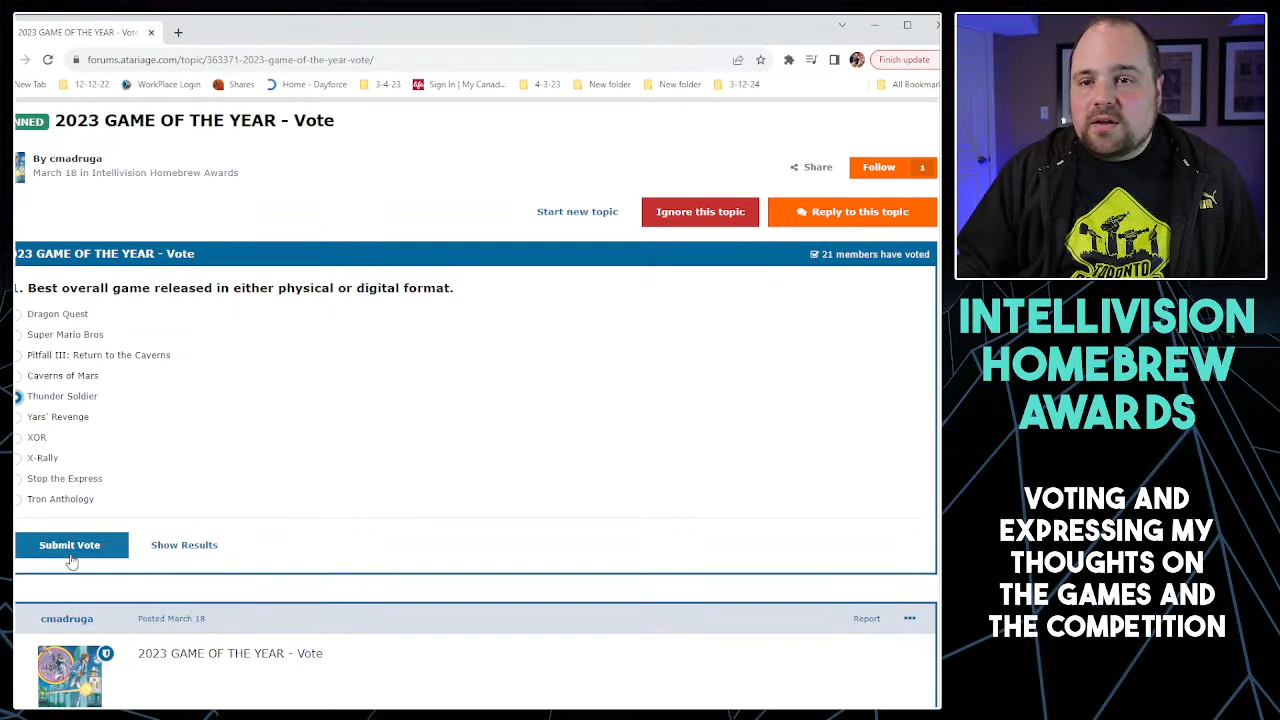 2023 GAME OF THE YEAR - Vote
forums.atariage.com/topic/363371-2023-game-of-the-year-vote/
Finish update
New Tab 12-12-22 WorkPlace Login Shares Home - Dayforce 3-4-23 Sign In | My Canad... 4-3-23 New folder New folder 3-12-24 All Bookmar
NNED 2023 GAME OF THE YEAR - Vote
By cmadruga
March 18 in Intellivision Homebrew Awards
Share Follow 1
Start new topic Ignore this topic Reply to this topic
023 GAME OF THE YEAR - Vote 21 members have voted
1. Best overall game released in either physical or digital format.
Dragon Quest
Super Mario Bros
Pitfall III: Return to the Caverns
Caverns of Mars
Thunder Soldier
Yars' Revenge
XOR
X-Rally
Stop the Express
Tron Anthology
Submit Vote Show Results
cmadruga Posted March 18 Report
2023 GAME OF THE YEAR - Vote
TORONTO
INTELLIVISION
HOMEBREW
AWARDS
VOTING AND
EXPRESSING MY
THOUGHTS ON
THE GAMES AND
THE COMPETITION